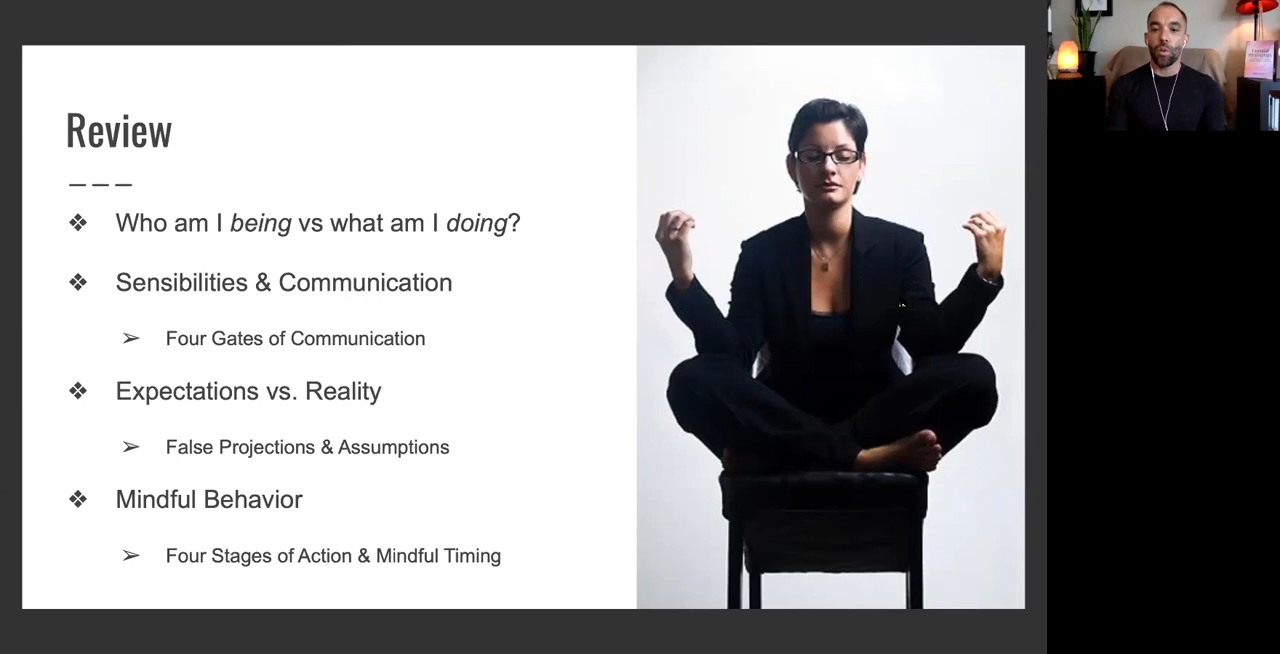 Review
Who am I being vs what am I doing?
Sensibilities & Communication
Four Gates of Communication
Expectations vs. Reality
False Projections & Assumptions
Mindful Behavior
Four Stages of Action & Mindful Timing